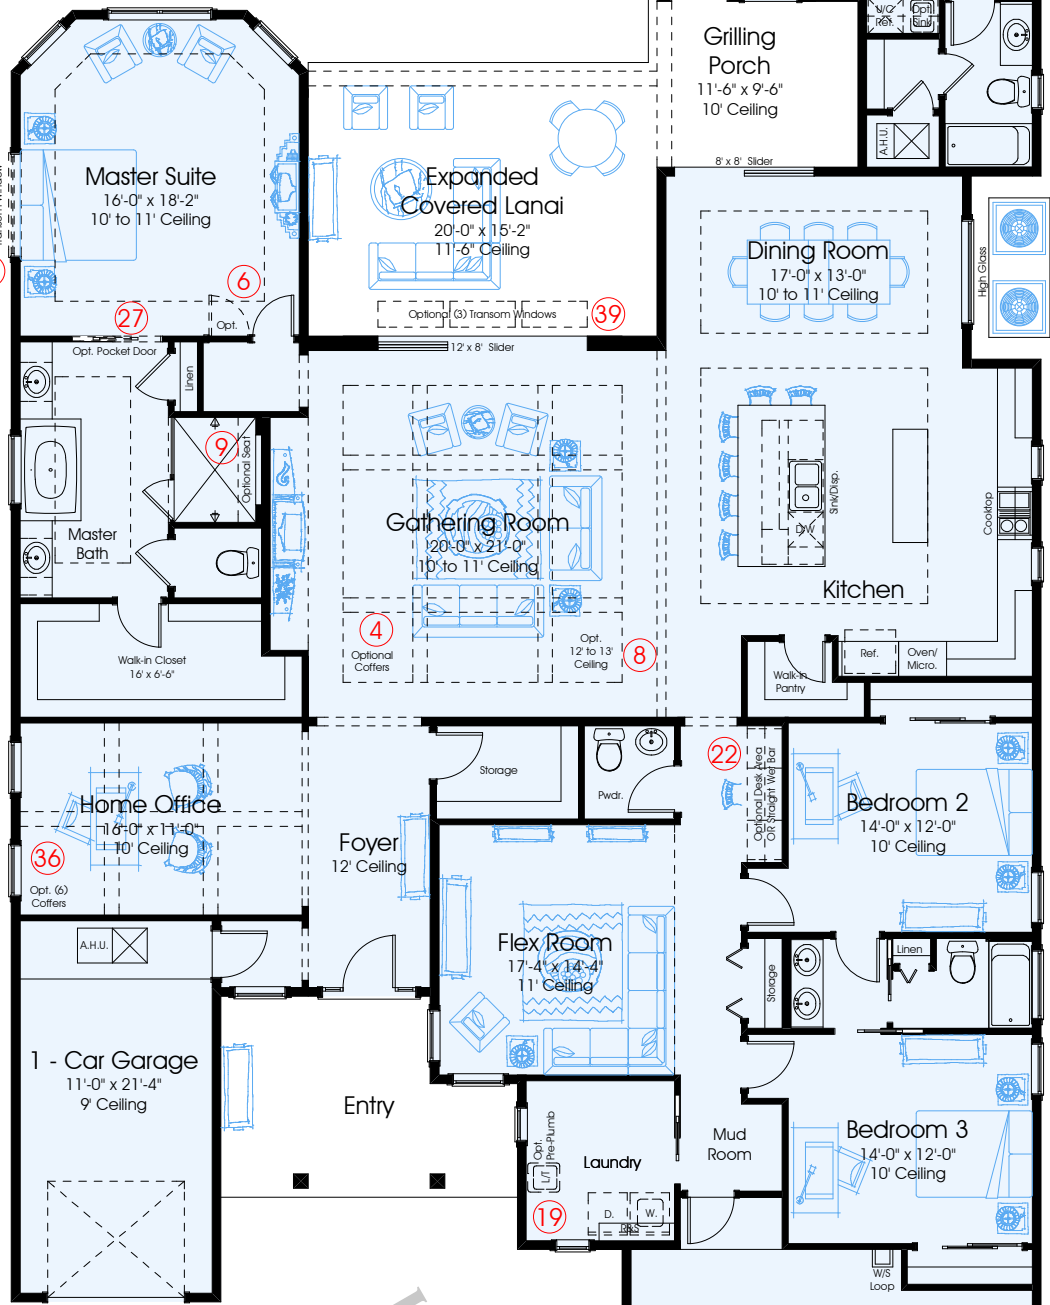 Grilling
Porch
11'-6" x 9'-6"
10' Ceiling
U/C
Ref.
Opt.
Sink
A.H.U.
8' x 8' Slider
Master Suite
16'-0" x 18'-2"
10' to 11' Ceiling
Expanded
Covered Lanai
20'-0" x 15'-2"
11'-6" Ceiling
Dining Room
17'-0" x 13'-0"
10' to 11' Ceiling
High Glass
6
27
Opt.
Optional (3) Transom Windows
39
Opt. Pocket Door
12' x 8' Slider
Linen
9
Optional Seat
Master
Bath
Gathering Room
20'-0" x 21'-0"
10' to 11' Ceiling
Sink/Disp.
D/W
Cooktop
Kitchen
4
Optional
Coffers
Opt.
12' to 13'
Ceiling
8
Ref.
Oven/
Micro.
Walk-in Closet
16' x 6'-6"
Walk-in
Pantry
22
Optional Desk Area
OR Straight Wet Bar
Storage
Pwdr.
Home Office
16'-0" x 11'-0"
10' Ceiling
36
Opt. (6)
Coffers
Foyer
12' Ceiling
Bedroom 2
14'-0" x 12'-0"
10' Ceiling
A.H.U.
Flex Room
17'-4" x 14'-4"
11' Ceiling
Storage
Linen
1 - Car Garage
11'-0" x 21'-4"
9' Ceiling
Entry
Opt.
Pre-Plumb
L/T
Laundry
Mud
Room
Bedroom 3
14'-0" x 12'-0"
10' Ceiling
19
D.
W.
R&S
W/S
Loop